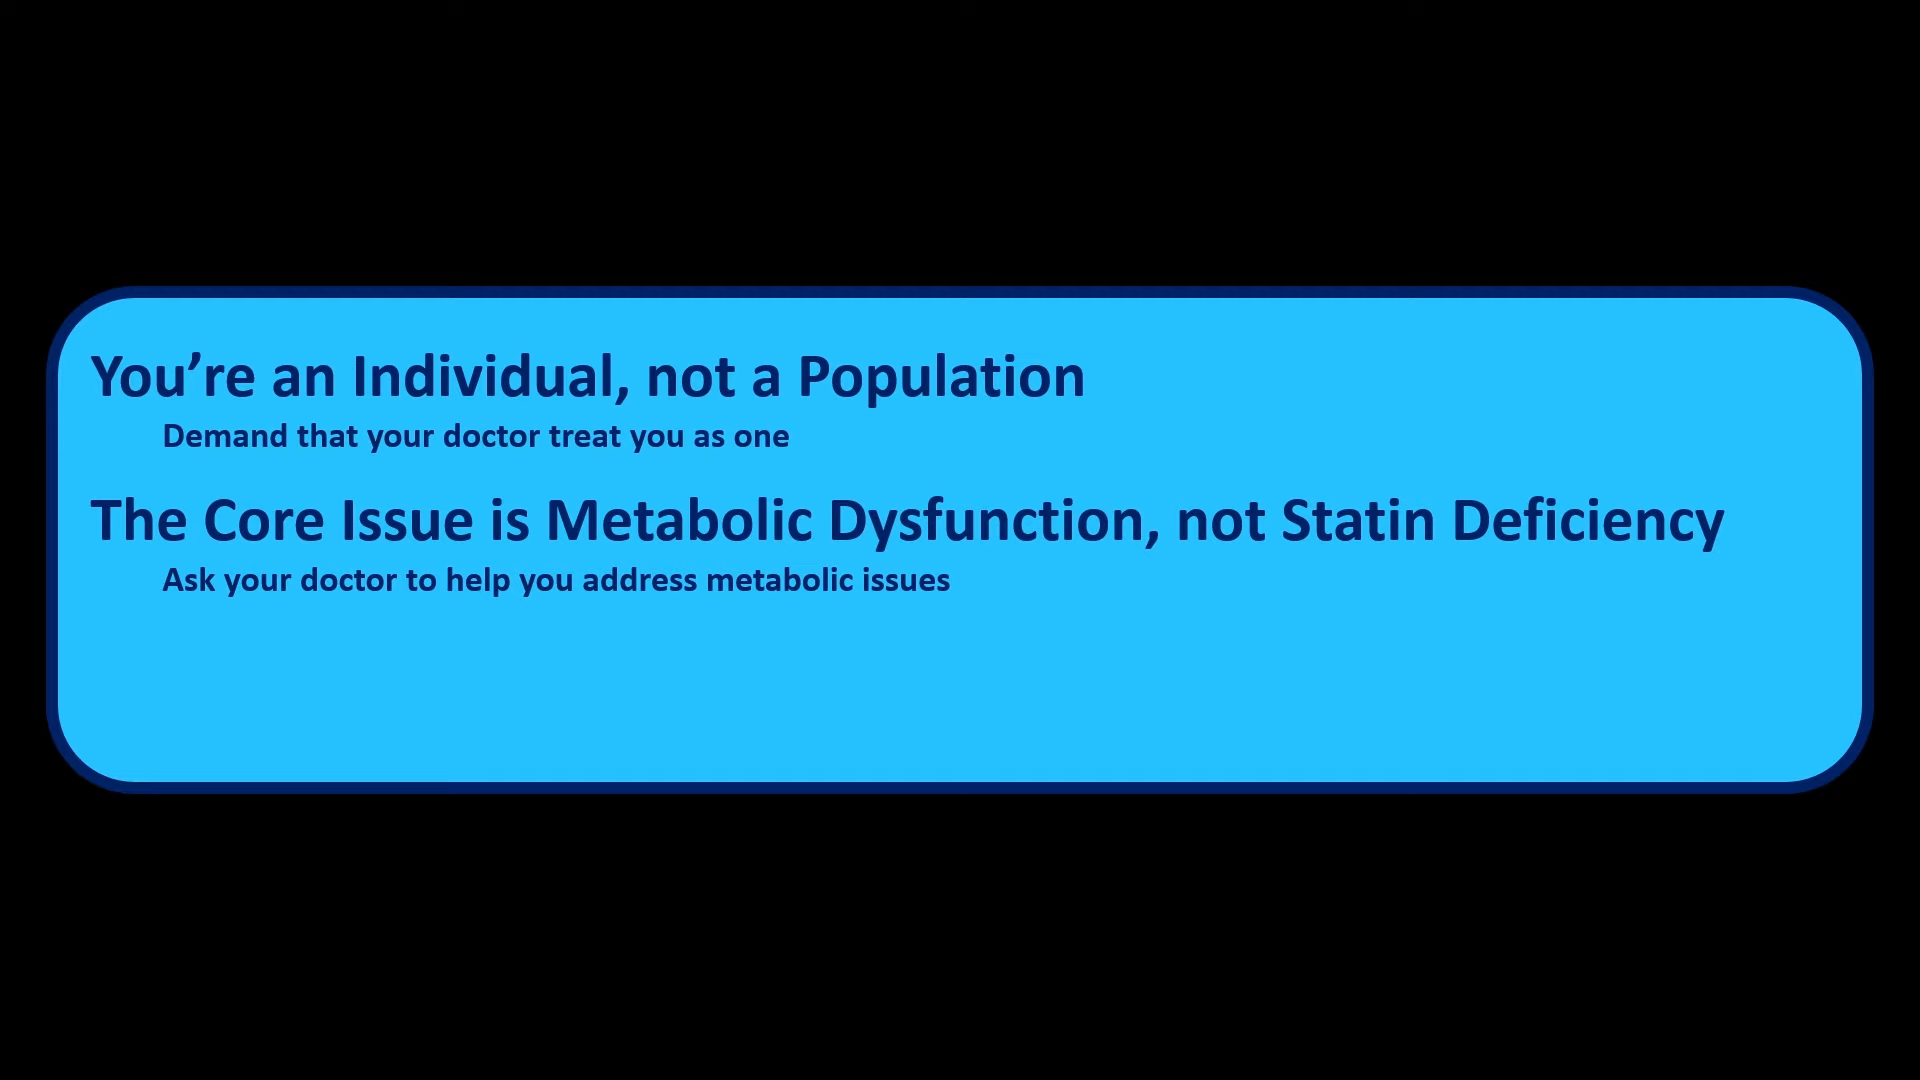 You’re an Individual, not a Population
Demand that your doctor treat you as one
The Core Issue is Metabolic Dysfunction, not Statin Deficiency
Ask your doctor to help you address metabolic issues